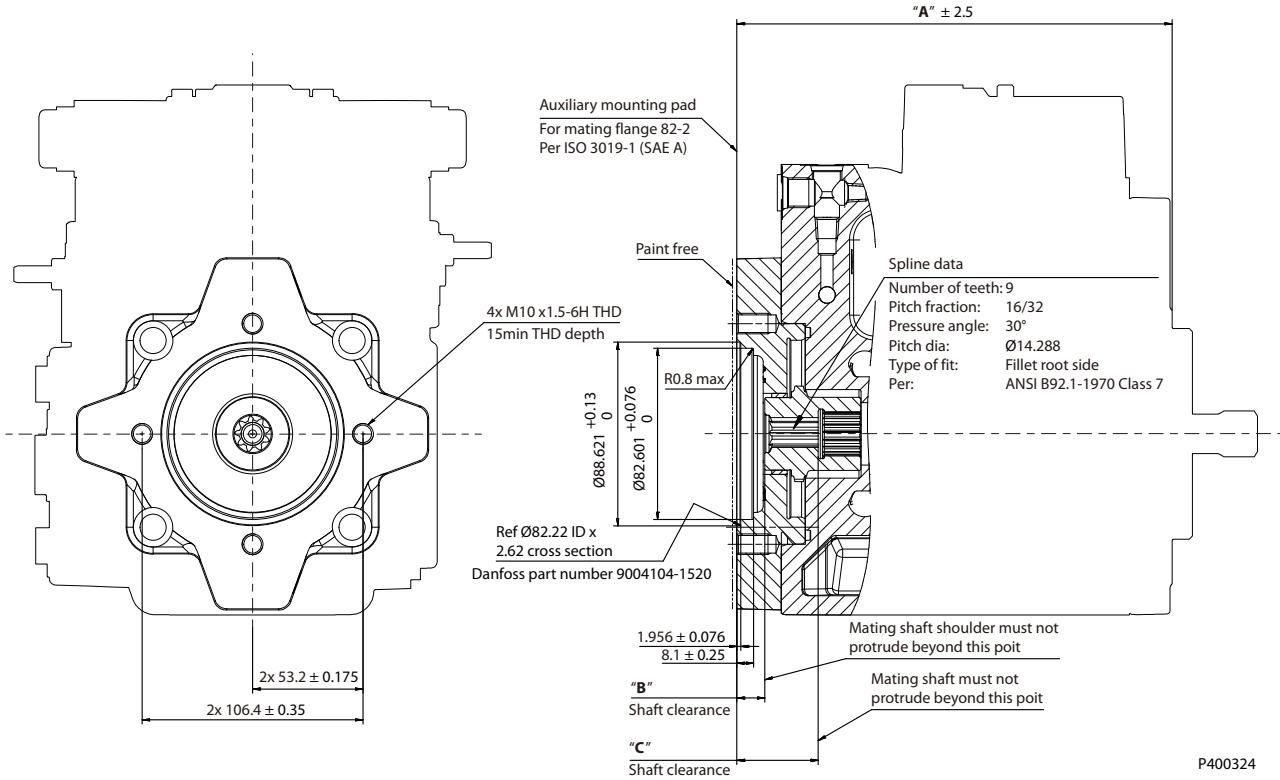 "A" ± 2.5
Auxiliary mounting pad
For mating flange 82-2
Per ISO 3019-1 (SAE A)
Paint free
Spline data
Number of teeth: 9
Pitch fraction: 16/32
Pressure angle: 30°
Pitch dia: Ø14.288
Type of fit: Fillet root side
Per: ANSI B92.1-1970 Class 7
4x M10 x1.5-6H THD
15min THD depth
R0.8 max
Ø88.621 +0.13 0
Ø82.601 +0.076 0
Ref Ø82.22 ID x
2.62 cross section
Danfoss part number 9004104-1520
1.956 ± 0.076
8.1 ± 0.25
Mating shaft shoulder must not
protrude beyond this poit
2x 53.2 ± 0.175
"B"
Shaft clearance
Mating shaft must not
protrude beyond this poit
2x 106.4 ± 0.35
"C"
Shaft clearance
P400324